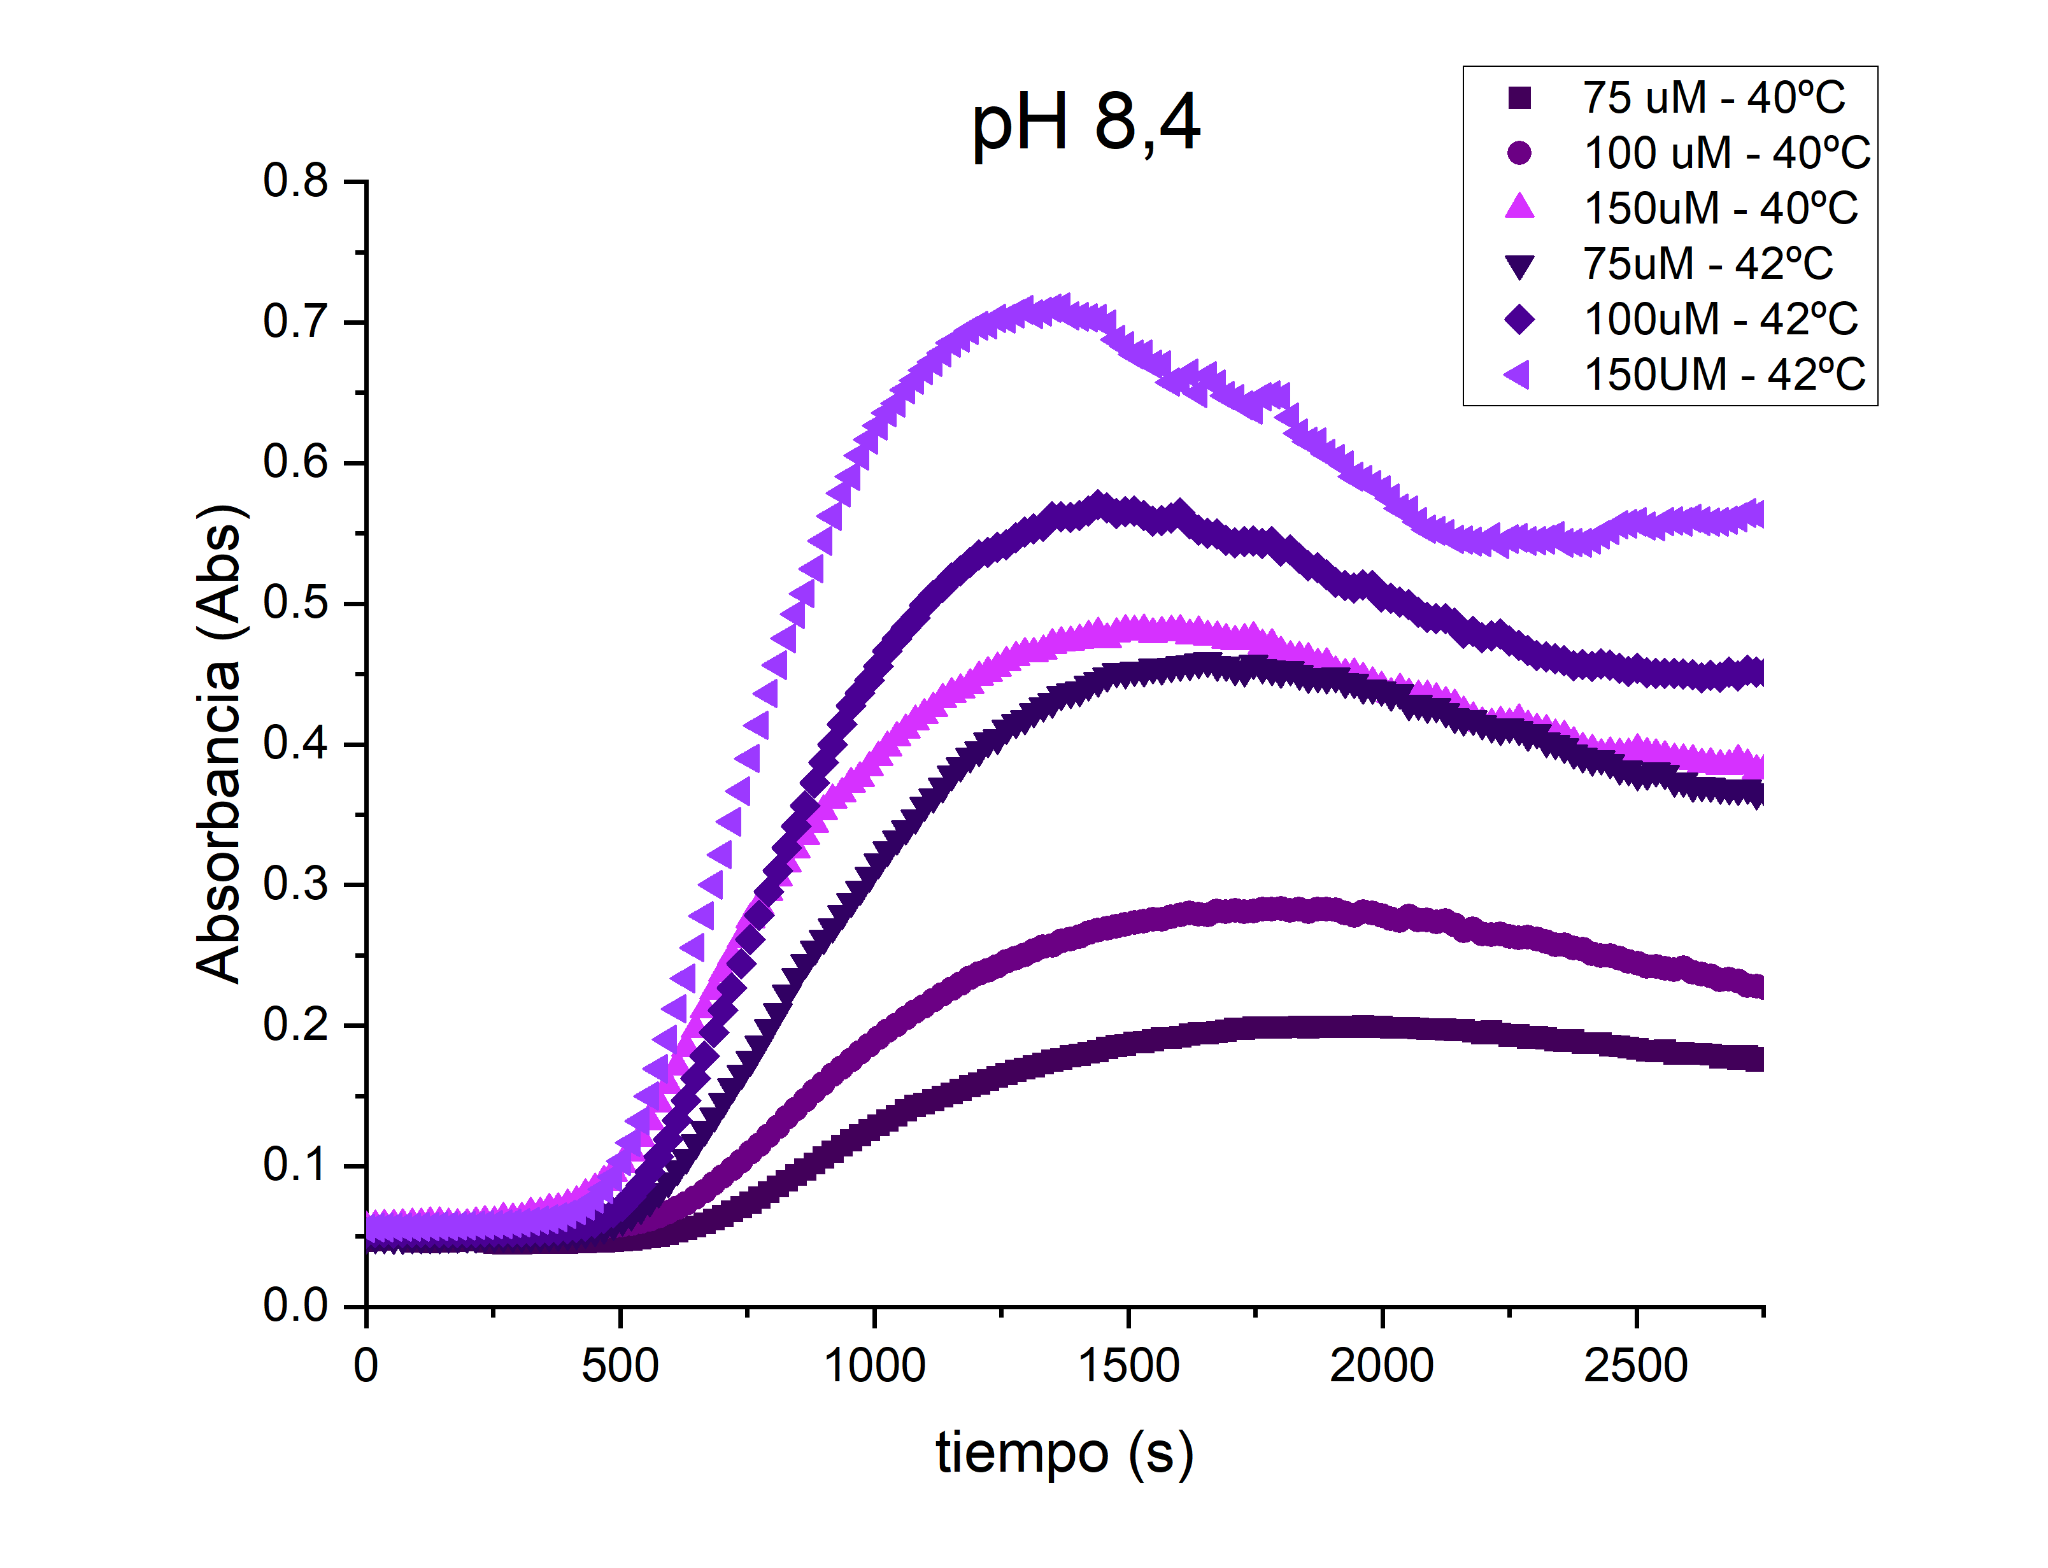 pH 8,4
75 uM - 40ºC
100 uM - 40ºC
150uM - 40ºC
75uM - 42ºC
100uM - 42ºC
150UM - 42ºC
Absorbancia (Abs)
0.8
0.7
0.6
0.5
0.4
0.3
0.2
0.1
0.0
0 500 1000 1500 2000 2500
tiempo (s)